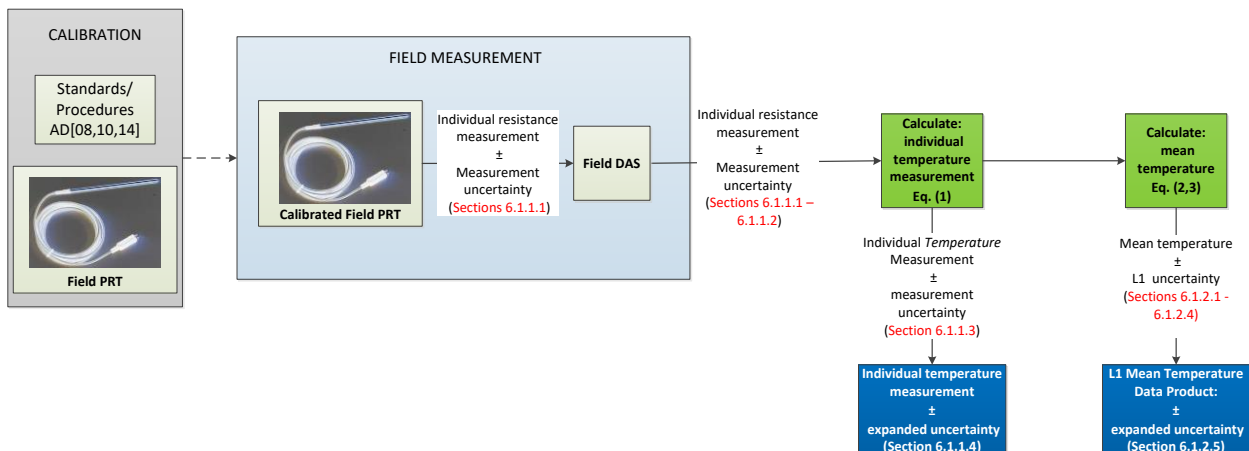 CALIBRATION
Standards/
Procedures
AD[08,10,14]
Field PRT
FIELD MEASUREMENT
Calibrated Field PRT
Individual resistance
measurement
±
Measurement
uncertainty
(Sections 6.1.1.1)
Field DAS
Individual resistance
measurement
±
Measurement
uncertainty
(Sections 6.1.1.1 –
6.1.1.2)
Calculate:
individual
temperature
measurement
Eq. (1)
Individual Temperature
Measurement
±
measurement
uncertainty
(Section 6.1.1.3)
Individual temperature
measurement
±
expanded uncertainty
(Section 6.1.1.4)
Calculate:
mean
temperature
Eq. (2,3)
Mean temperature
±
L1 uncertainty
(Sections 6.1.2.1 -
6.1.2.4)
L1 Mean Temperature
Data Product:
±
expanded uncertainty
(Section 6.1.2.5)